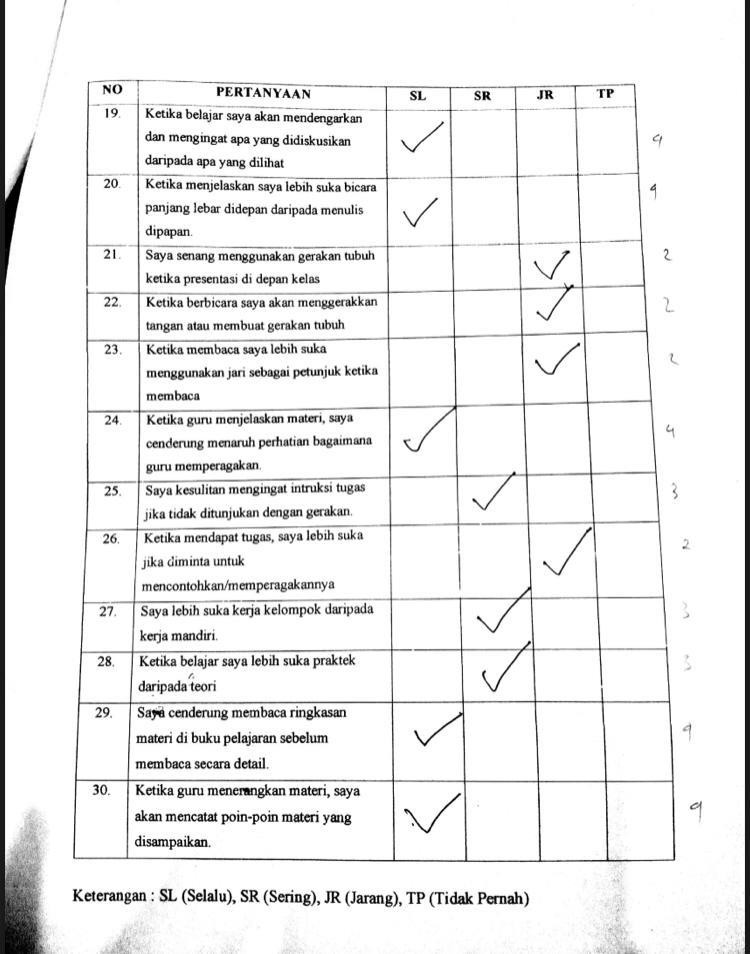 NO PERTANYAAN SL SR JR TP
19. Ketika belajar saya akan mendengarkan
dan mengingat apa yang didiskusikan
daripada apa yang dilihat
4
20. Ketika menjelaskan saya lebih suka bicara
panjang lebar didepan daripada menulis
dipapan.
4
21. Saya senang menggunakan gerakan tubuh
ketika presentasi di depan kelas
2
22. Ketika berbicara saya akan menggerakkan
tangan atau membuat gerakan tubuh
2
23. Ketika membaca saya lebih suka
menggunakan jari sebagai petunjuk ketika
membaca
2
24. Ketika guru menjelaskan materi, saya
cenderung menaruh perhatian bagaimana
guru memperagakan.
4
25. Saya kesulitan mengingat intruksi tugas
jika tidak ditunjukan dengan gerakan.
3
26. Ketika mendapat tugas, saya lebih suka
jika diminta untuk
mencontohkan/memperagakannya
2
27. Saya lebih suka kerja kelompok daripada
kerja mandiri.
3
28. Ketika belajar saya lebih suka praktek
daripada teori
3
29. Saya cenderung membaca ringkasan
materi di buku pelajaran sebelum
membaca secara detail.
4
30. Ketika guru menerangkan materi, saya
akan mencatat poin-poin materi yang
disampaikan.
4
Keterangan : SL (Selalu), SR (Sering), JR (Jarang), TP (Tidak Pernah)